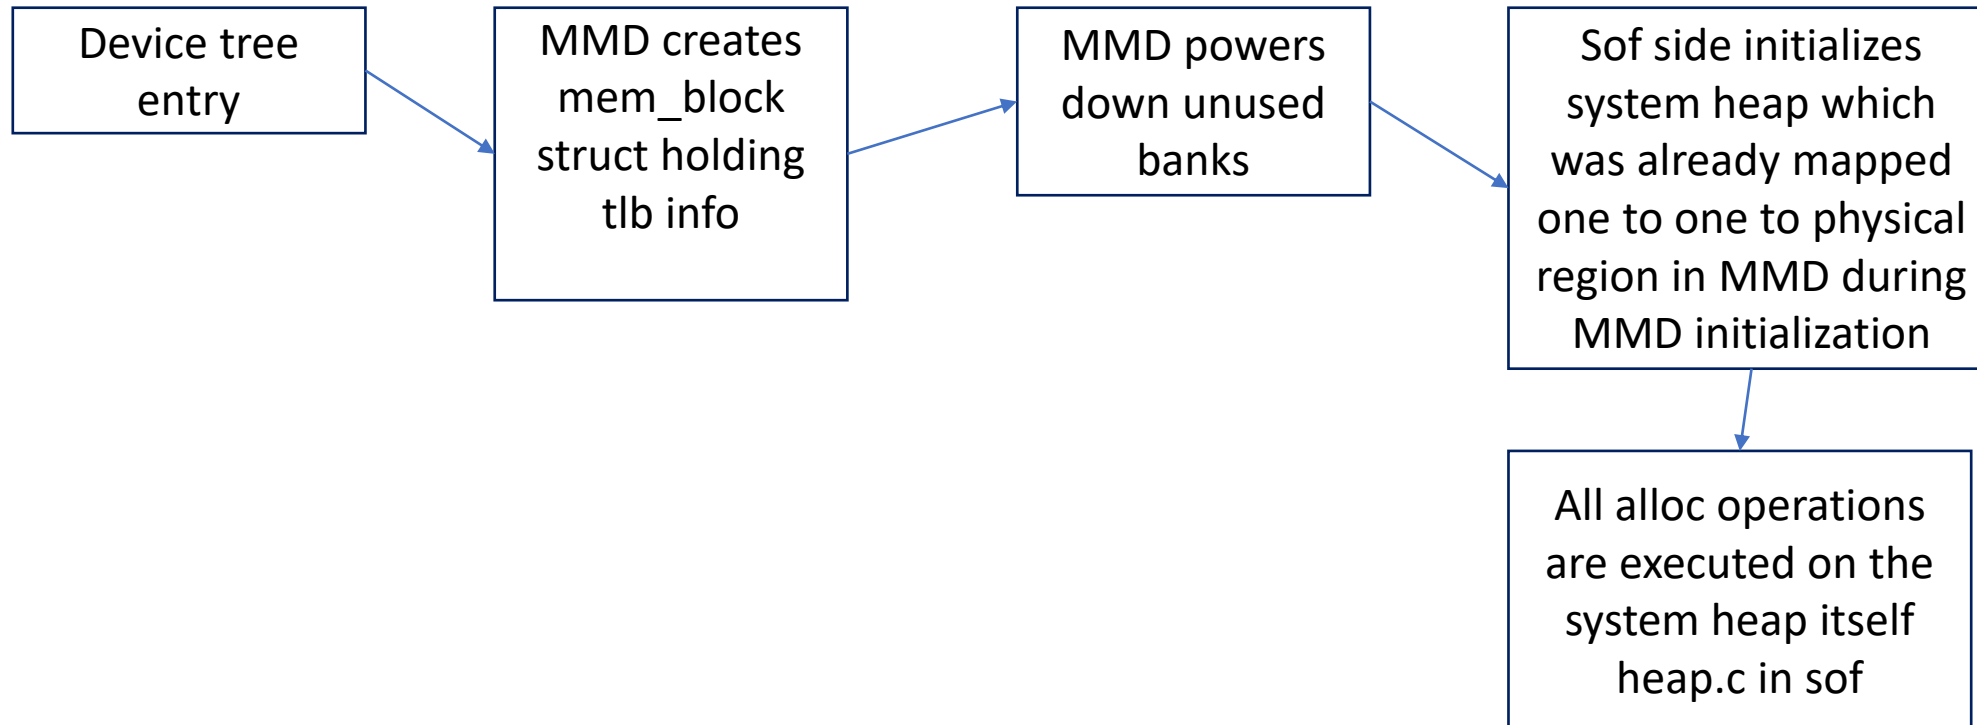 Device tree
entry
MMD creates
mem_block
struct holding
tlb info
MMD powers
down unused
banks
Sof side initializes
system heap which
was already mapped
one to one to physical
region in MMD during
MMD initialization
All alloc operations
are executed on the
system heap itself
heap.c in sof